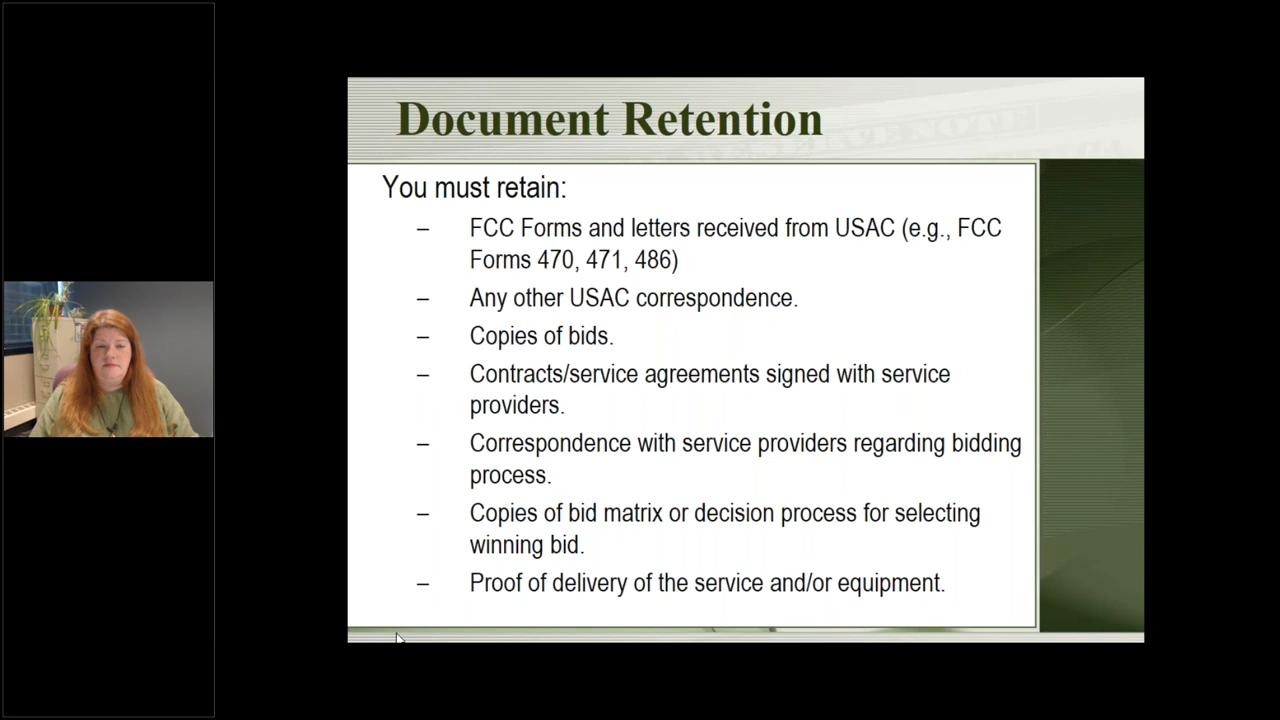 Document Retention
You must retain:
– FCC Forms and letters received from USAC (e.g., FCC
Forms 470, 471, 486)
– Any other USAC correspondence.
– Copies of bids.
– Contracts/service agreements signed with service
providers.
– Correspondence with service providers regarding bidding
process.
– Copies of bid matrix or decision process for selecting
winning bid.
– Proof of delivery of the service and/or equipment.